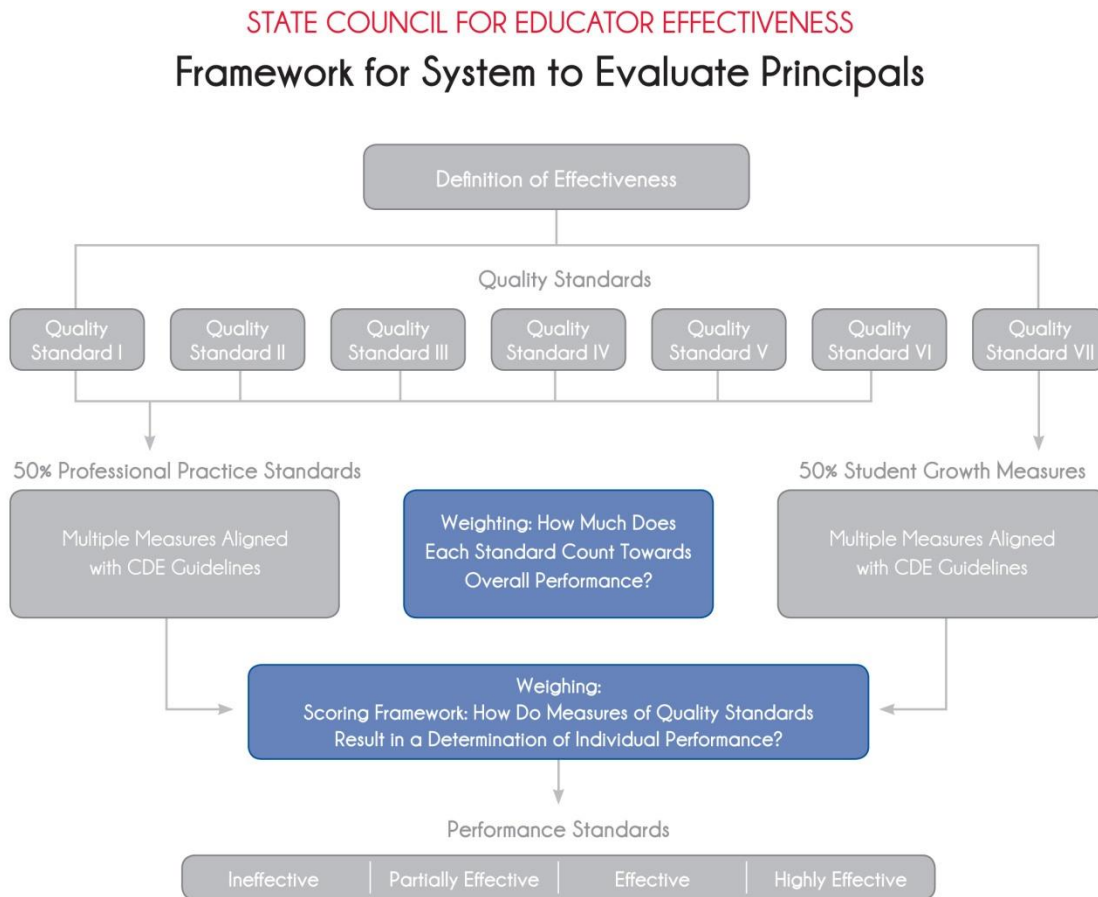 STATE COUNCIL FOR EDUCATOR EFFECTIVENESS
Framework for System to Evaluate Principals
Definition of Effectiveness
Quality Standards
Quality
Standard I
Quality
Standard II
Quality
Standard III
Quality
Standard IV
Quality
Standard V
Quality
Standard VI
Quality
Standard VII
50% Professional Practice Standards
Multiple Measures Aligned
with CDE Guidelines
Weighting: How Much Does
Each Standard Count Towards
Overall Performance?
50% Student Growth Measures
Multiple Measures Aligned
with CDE Guidelines
Weighing:
Scoring Framework: How Do Measures of Quality Standards
Result in a Determination of Individual Performance?
Performance Standards
Ineffective
Partially Effective
Effective
Highly Effective